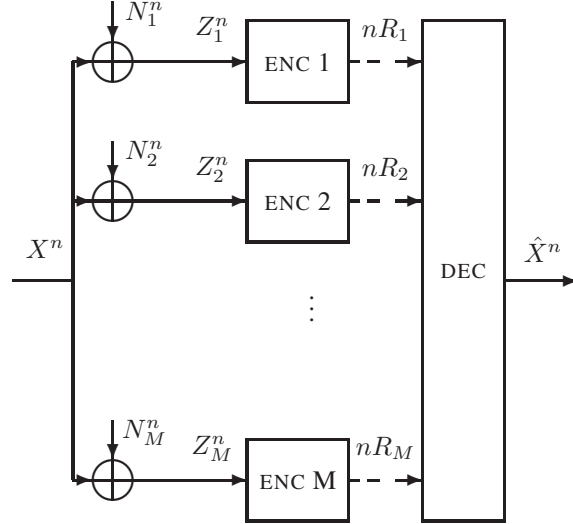 N_1^n
Z_1^n
ENC 1
nR_1
N_2^n
Z_2^n
ENC 2
nR_2
X^n
DEC
\hat{X}^n
⋮
N_M^n
Z_M^n
ENC M
nR_M